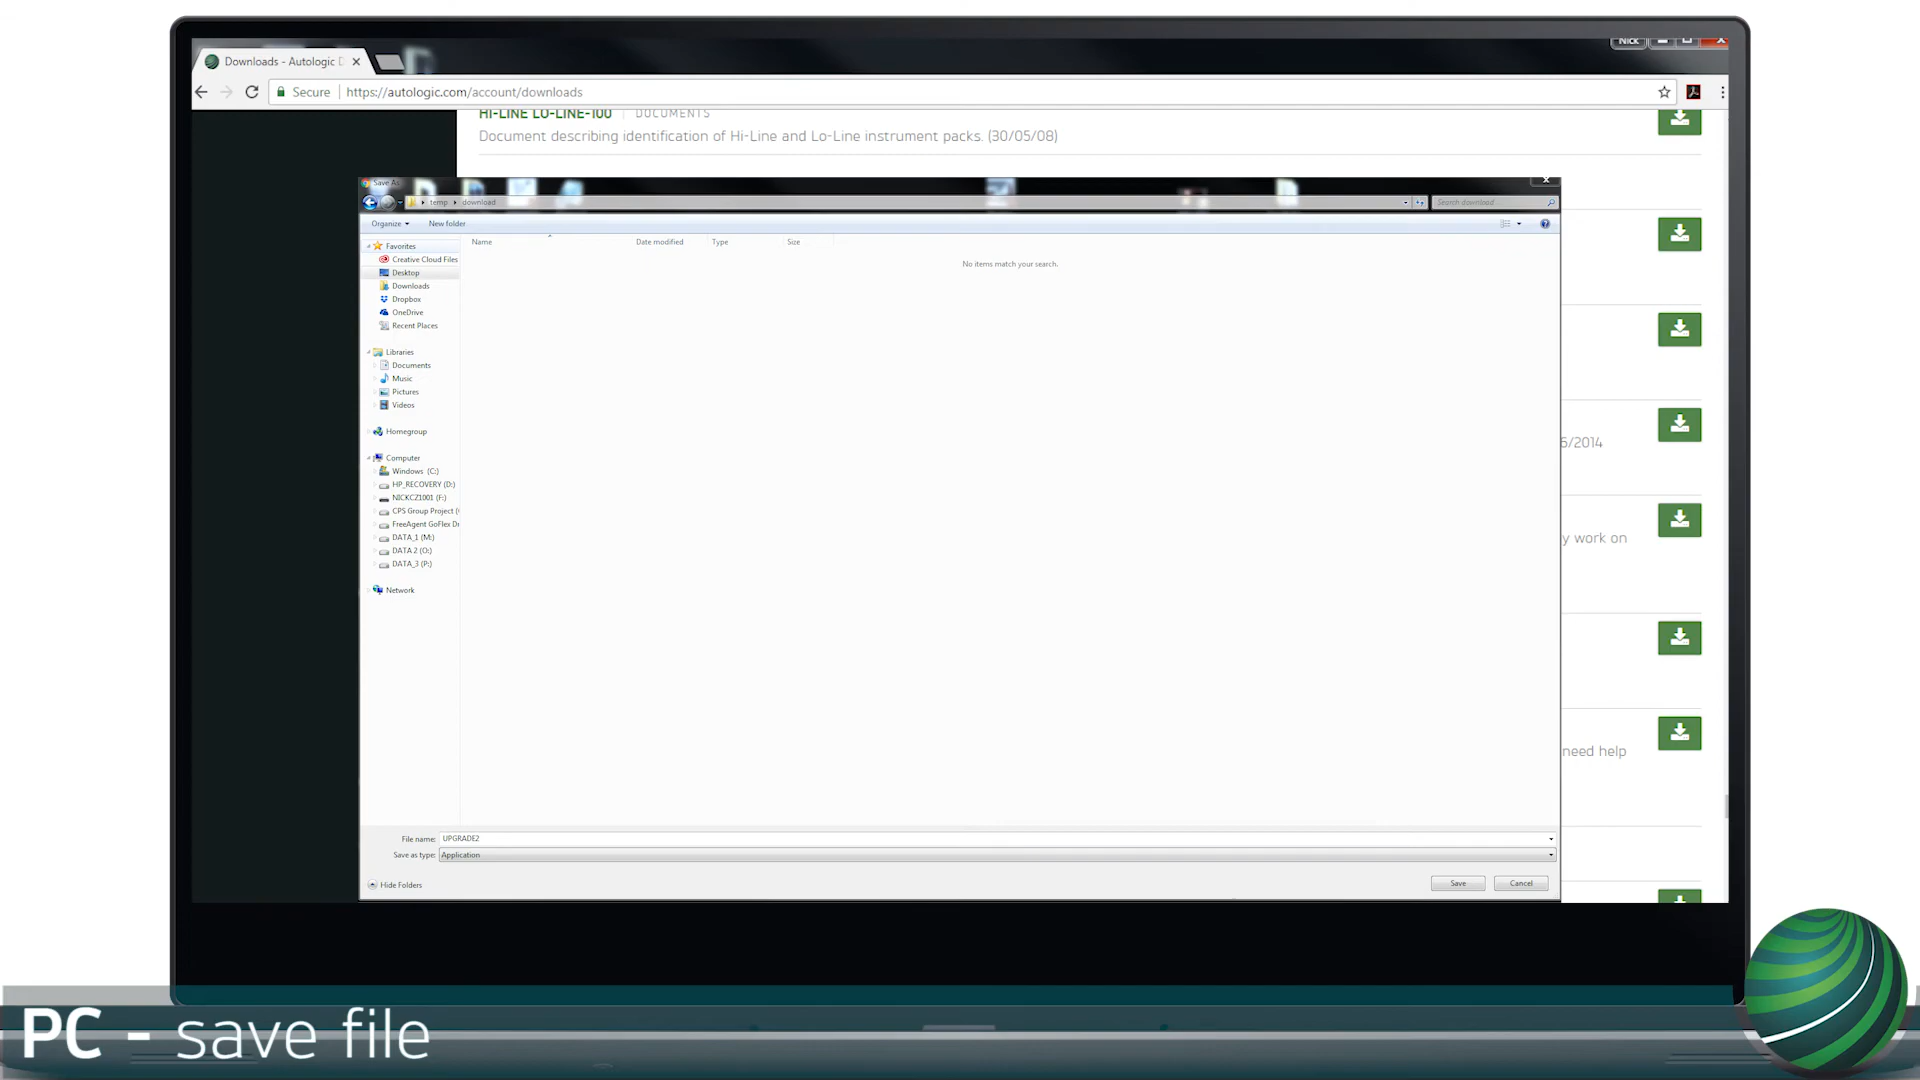 Nick
Downloads - Autologic D
Secure
https://autologic.com/account/downloads
HI-LINE LO-LINE-100 | DOCUMENTS
Document describing identification of Hi-Line and Lo-Line instrument packs. (30/05/08)
Save As
temp
download
Search download
Organize
New folder
Name
Date modified
Type
Size
No items match your search.
Favorites
Creative Cloud Files
Desktop
Downloads
Dropbox
OneDrive
Recent Places
Libraries
Documents
Music
Pictures
Videos
Homegroup
Computer
Windows (C:)
HP_RECOVERY (D:)
NICKCZ1001 (F:)
CPS Group Project (
FreeAgent GoFlex Dr
DATA_1 (M:)
DATA 2 (O:)
DATA_3 (P:)
Network
5/2014
y work on
need help
File name: UPGRADE2
Save as type: Application
Hide Folders
Save
Cancel
PC - save file